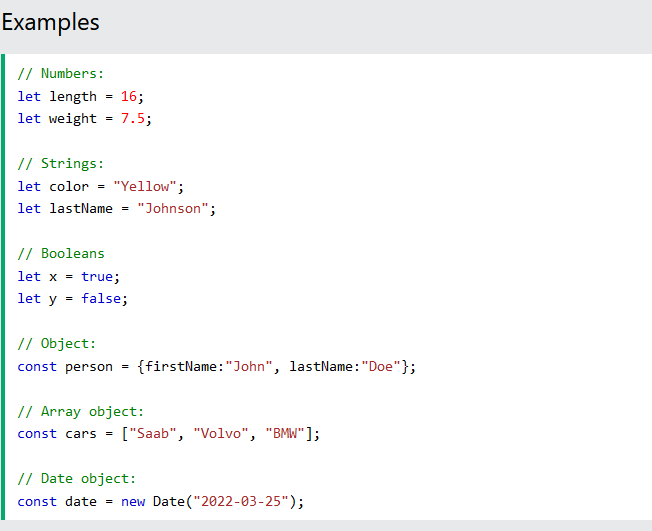 Examples
// Numbers:
let length = 16;
let weight = 7.5;
// Strings:
let color = "Yellow";
let lastName = "Johnson";
// Booleans
let x = true;
let y = false;
// Object:
const person = {firstName:"John", lastName:"Doe"};
// Array object:
const cars = ["Saab", "Volvo", "BMW"];
// Date object:
const date = new Date("2022-03-25");